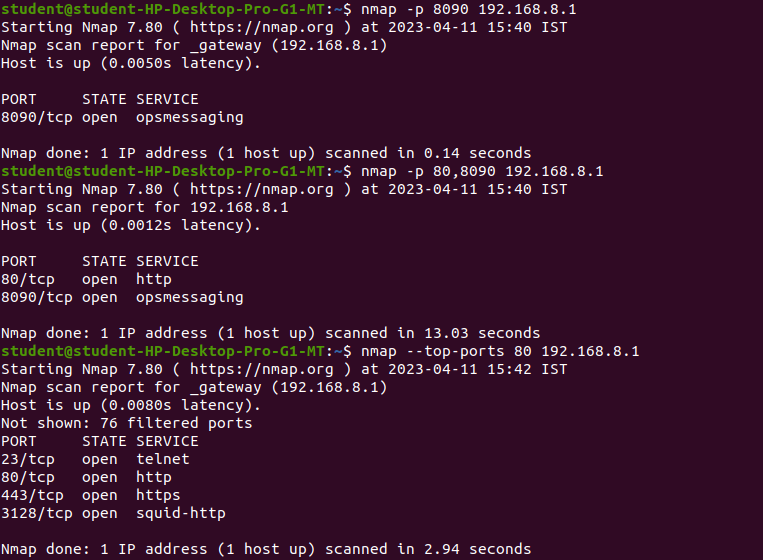 student@student-HP-Desktop-Pro-G1-MT:~$ nmap -p 8090 192.168.8.1
Starting Nmap 7.80 ( https://nmap.org ) at 2023-04-11 15:40 IST
Nmap scan report for _gateway (192.168.8.1)
Host is up (0.0050s latency).
PORT     STATE SERVICE
8090/tcp open  opsmessaging
Nmap done: 1 IP address (1 host up) scanned in 0.14 seconds
student@student-HP-Desktop-Pro-G1-MT:~$ nmap -p 80,8090 192.168.8.1
Starting Nmap 7.80 ( https://nmap.org ) at 2023-04-11 15:40 IST
Nmap scan report for 192.168.8.1
Host is up (0.0012s latency).
PORT     STATE SERVICE
80/tcp   open  http
8090/tcp open  opsmessaging
Nmap done: 1 IP address (1 host up) scanned in 13.03 seconds
student@student-HP-Desktop-Pro-G1-MT:~$ nmap --top-ports 80 192.168.8.1
Starting Nmap 7.80 ( https://nmap.org ) at 2023-04-11 15:42 IST
Nmap scan report for _gateway (192.168.8.1)
Host is up (0.0080s latency).
Not shown: 76 filtered ports
PORT     STATE SERVICE
23/tcp   open  telnet
80/tcp   open  http
443/tcp  open  https
3128/tcp open  squid-http
Nmap done: 1 IP address (1 host up) scanned in 2.94 seconds